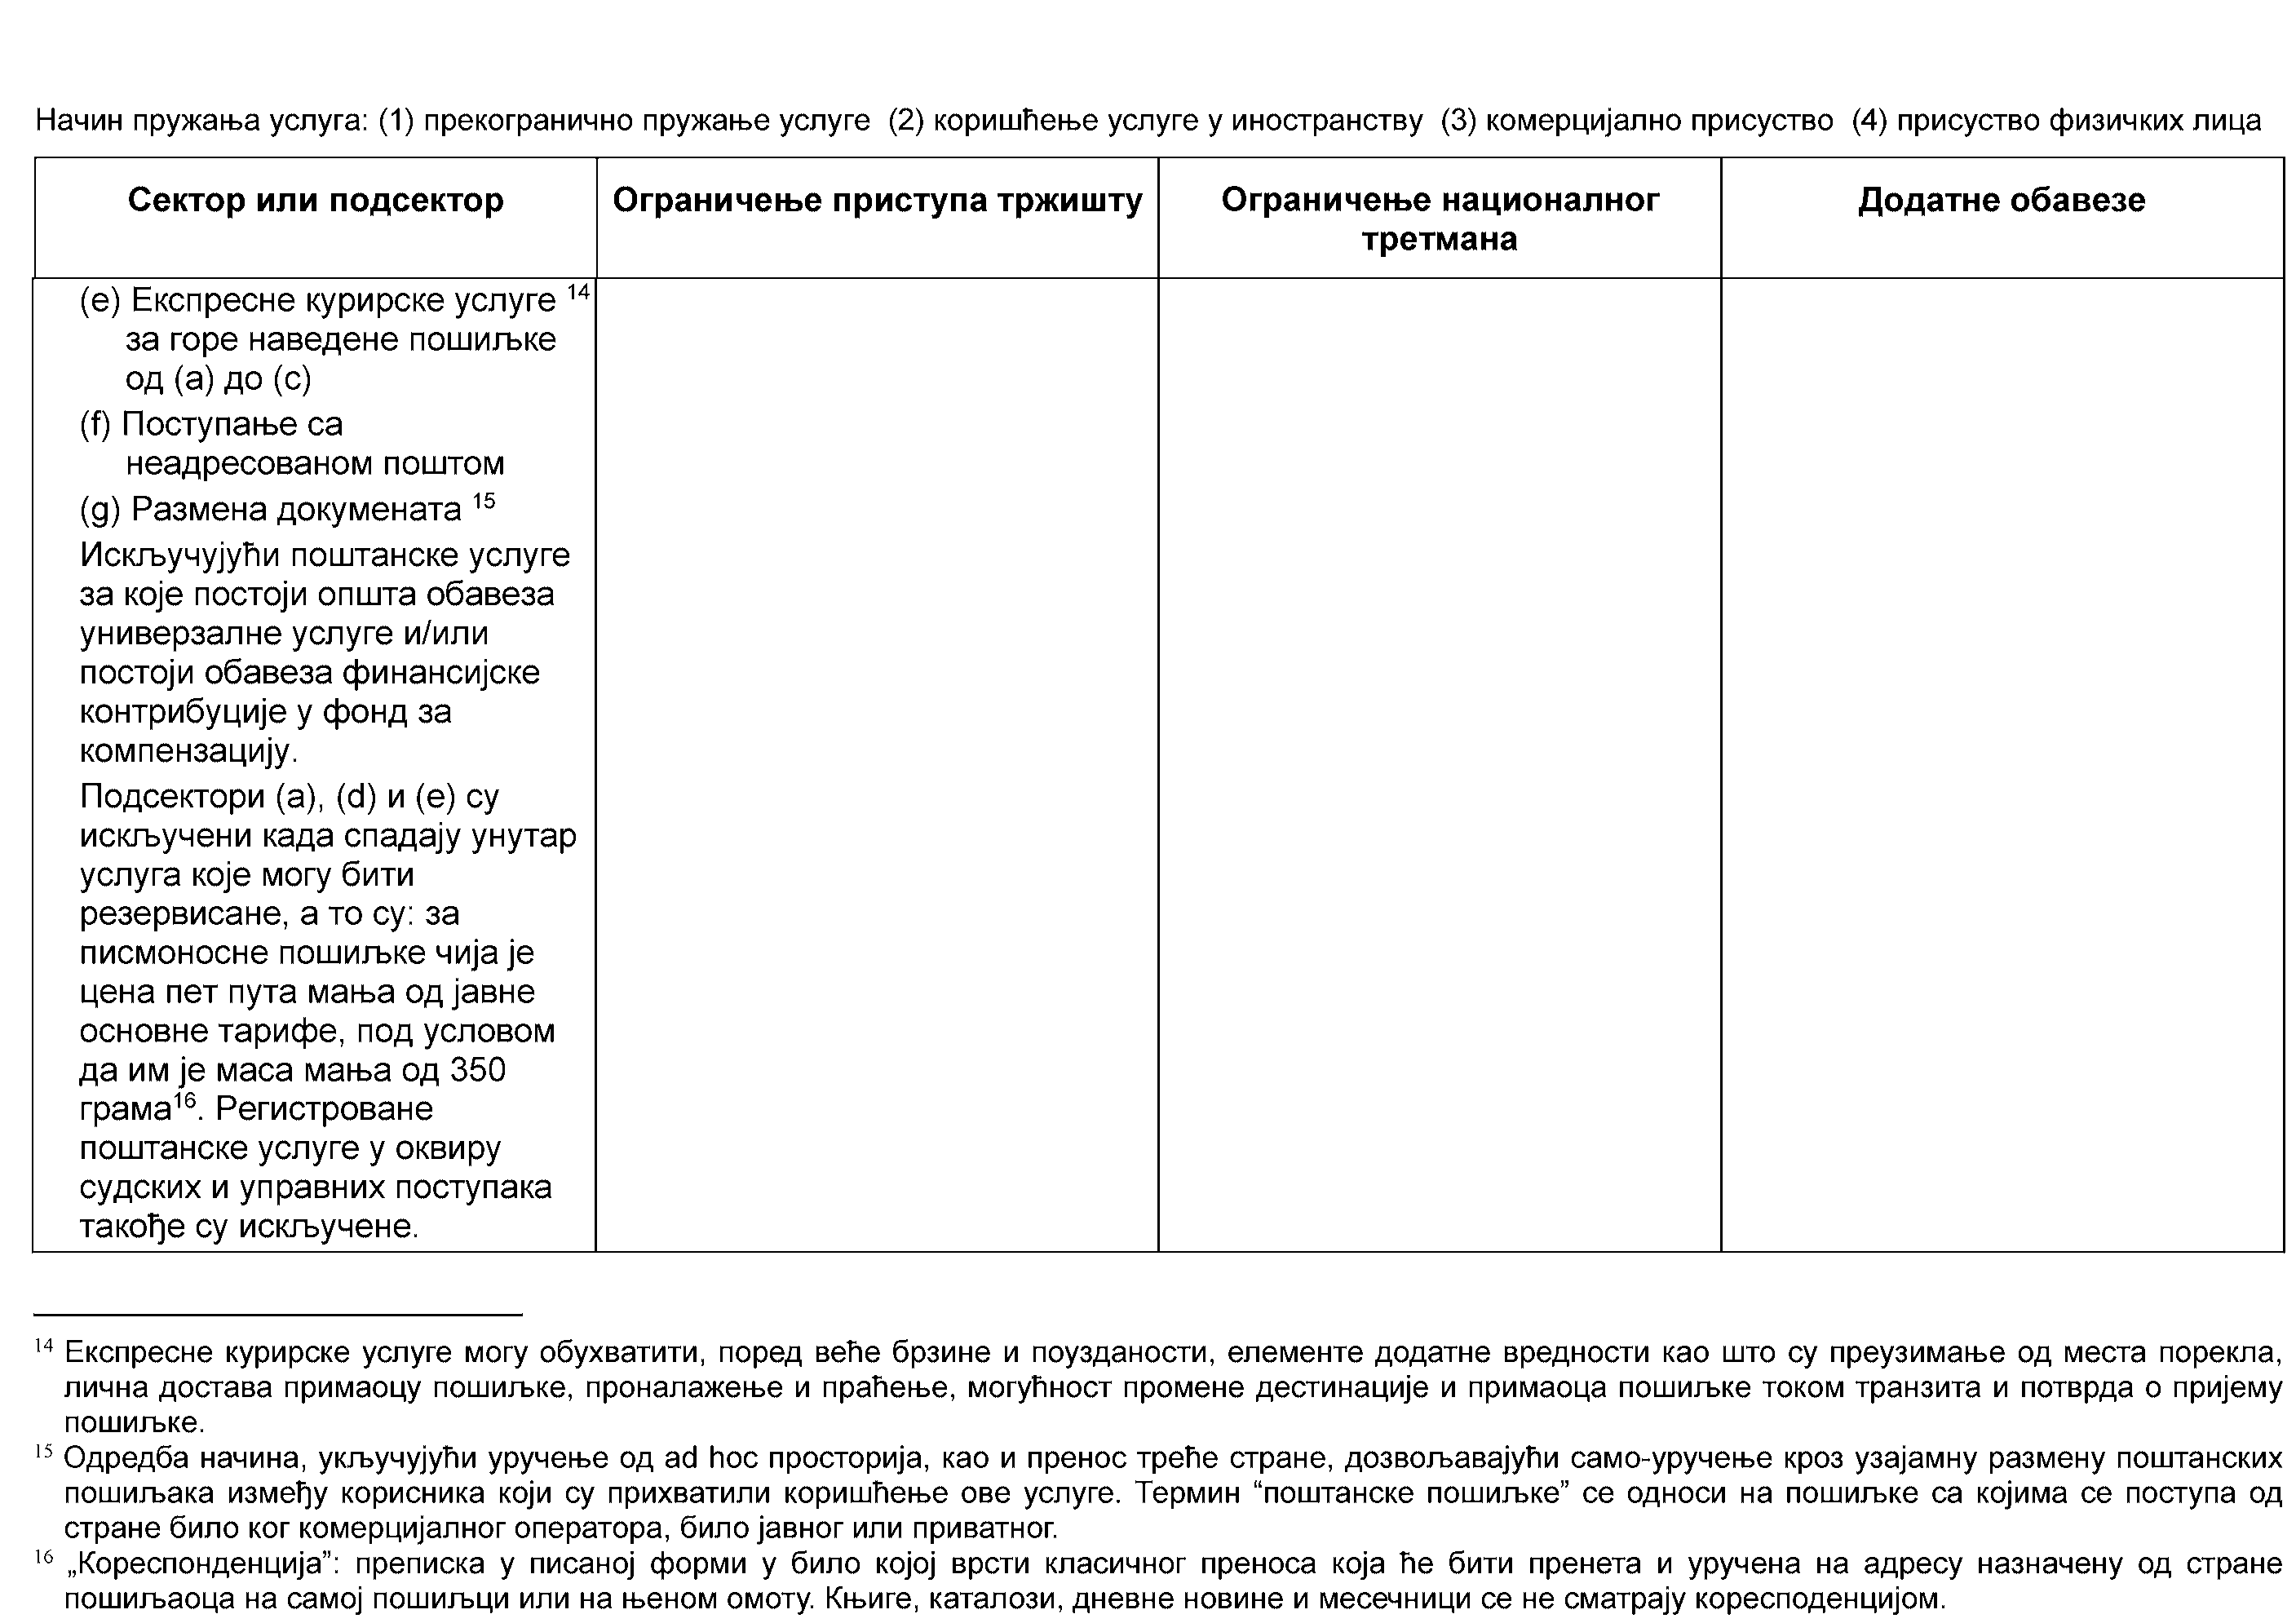 Начин пружања услуга: (1) прекогранично пружање услуге (2) коришћење услуге у иностранству (3) комерцијално присуство (4) присуство физичких лица
Сектор или подсектор
Ограничење приступа тржишту
Ограничење националног
третмана
Додатне обавезе
(e) Експресне курирске услуге 14
за горе наведене пошиљке
од (a) до (c)
(f) Поступање са
неадресованом поштом
(g) Размена докумената 15
Искључујући поштанске услуге
за које постоји општа обавеза
универзалне услуге и/или
постоји обавеза финансијске
контрибуције у фонд за
компензацију.
Подсектори (a), (d) и (e) су
искључени када спадају унутар
услуга које могу бити
резервисане, а то су: за
писмоносне пошиљке чија је
цена пет пута мања од јавне
основне тарифе, под условом
да им је маса мања од 350
грама16. Регистроване
поштанске услуге у оквиру
судских и управних поступака
такође су искључене.
14 Експресне курирске услуге могу обухватити, поред веће брзине и поузданости, елементе додатне вредности као што су преузимање од места порекла,
лична достава примаоцу пошиљке, проналажење и праћење, могућност промене дестинације и примаоца пошиљке током транзита и потврда о пријему
пошиљке.
15 Одредба начина, укључујући уручење од ad hoc просторија, као и пренос треће стране, дозвољавајући само-уручење кроз узајамну размену поштанских
пошиљака између корисника који су прихватили коришћење ове услуге. Термин “поштанске пошиљке” се односи на пошиљке са којима се поступа од
стране било ког комерцијалног оператора, било јавног или приватног.
16 „Кореспонденција”: преписка у писаној форми у било којој врсти класичног преноса која ће бити пренета и уручена на адресу назначену од стране
пошиљаоца на самој пошиљци или на њеном омоту. Књиге, каталози, дневне новине и месечници се не сматрају коресподенцијом.